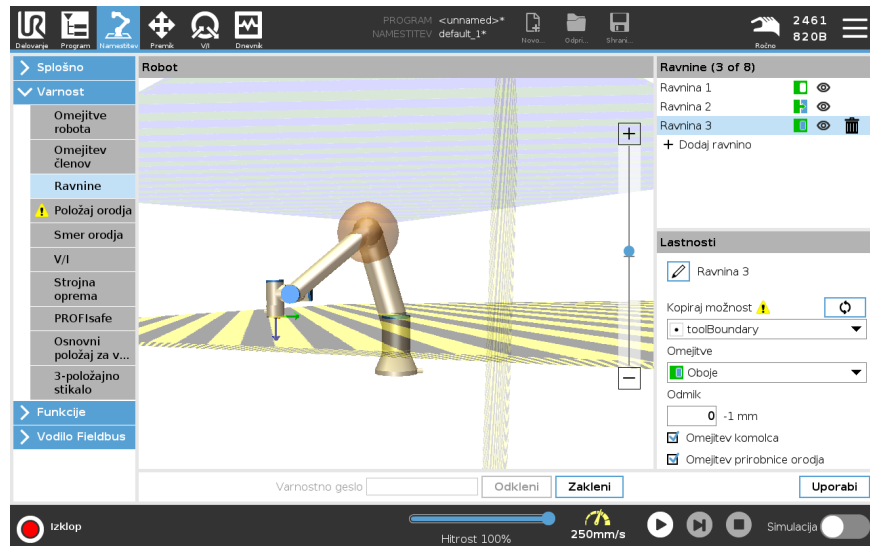 PROGRAM <unnamed>*
NAMESTITEV default_1*
Delovanje
Program
Namestitev
Premik
V/I
Dnevnik
Novo...
Odpri...
Shrani...
Ročno
2461
820B
Splošno
Varnost
Omejitve
robota
Omejitev
členov
Ravnine
Položaj orodja
Smer orodja
V/I
Strojna
oprema
PROFIsafe
Osnovni
položaj za v...
3-položajno
stikalo
Funkcije
Vodilo Fieldbus
Robot
Ravnine (3 of 8)
Ravnina 1
Ravnina 2
Ravnina 3
+ Dodaj ravnino
Lastnosti
Ravnina 3
Kopiraj možnost
toolBoundary
Omejitve
Oboje
Odmik
0 -1 mm
Omejitev komolca
Omejitev prirobnice orodja
Varnostno geslo
Odkleni
Zakleni
Uporabi
Izklop
Hitrost 100%
250mm/s
Simulacija